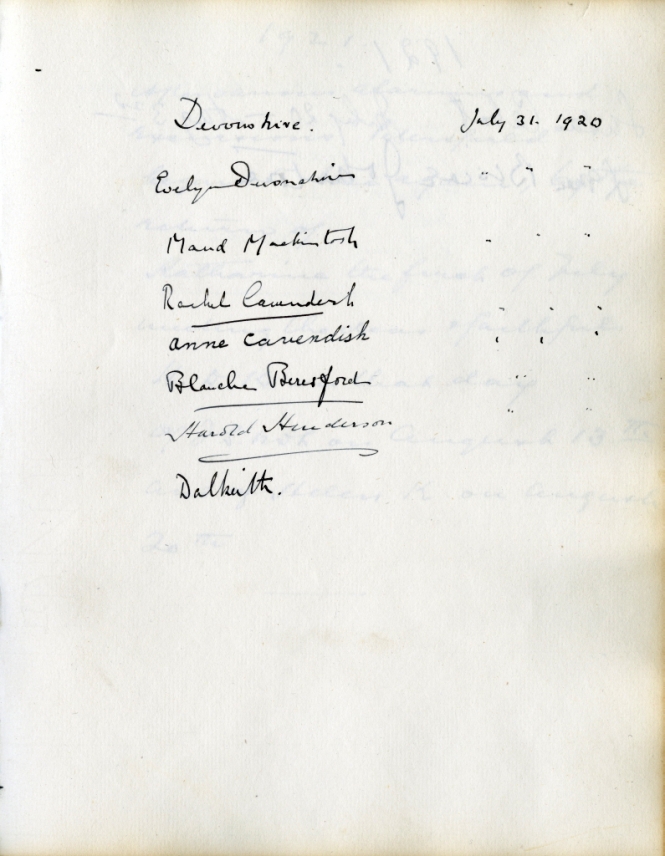 Devonshire. July 31. 1920
Evelyn Devonshire " " "
Maud Mackintosh " " "
Rachel Cavendish
anne cavendish " " "
Blanche Beresford " "
Harold Henderson " "
Dalkeith.